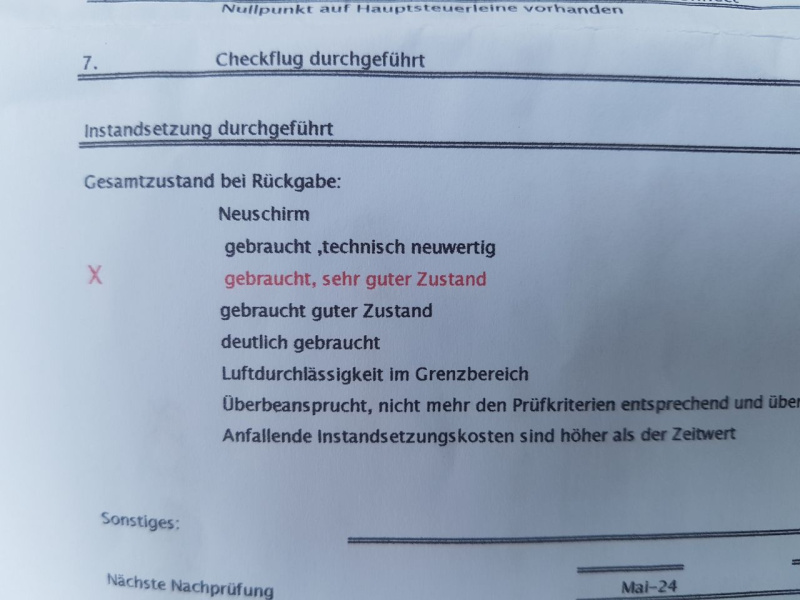 Nullpunkt auf Hauptsteuerleine vorhanden
7. Checkflug durchgeführt
Instandsetzung durchgeführt
Gesamtzustand bei Rückgabe:
Neuschirm
gebraucht ,technisch neuwertig
X gebraucht, sehr guter Zustand
gebraucht guter Zustand
deutlich gebraucht
Luftdurchlässigkeit im Grenzbereich
Überbeansprucht, nicht mehr den Prüfkriterien entsprechend und über
Anfallende Instandsetzungskosten sind höher als der Zeitwert
Sonstiges:
Nächste Nachprüfung Mai-24